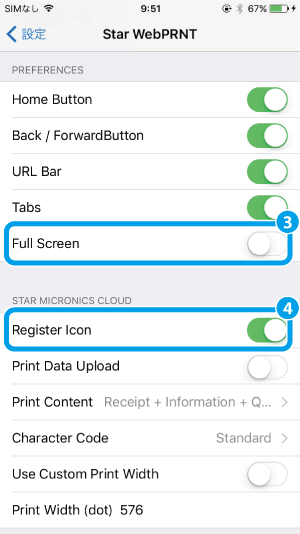 SIMなし 9:51 67%
設定 Star WebPRNT
PREFERENCES
Home Button
Back / ForwardButton
URL Bar
Tabs
3
Full Screen
STAR MICRONICS CLOUD
4
Register Icon
Print Data Upload
Print Content Receipt + Information + Q...
Character Code Standard
Use Custom Print Width
Print Width (dot) 576